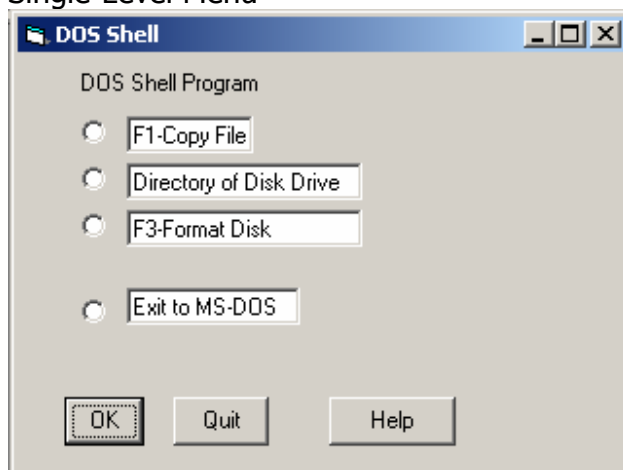 Single Level Menu
DOS Shell
DOS Shell Program
F1-Copy File
Directory of Disk Drive
F3-Format Disk
Exit to MS-DOS
OK Quit Help